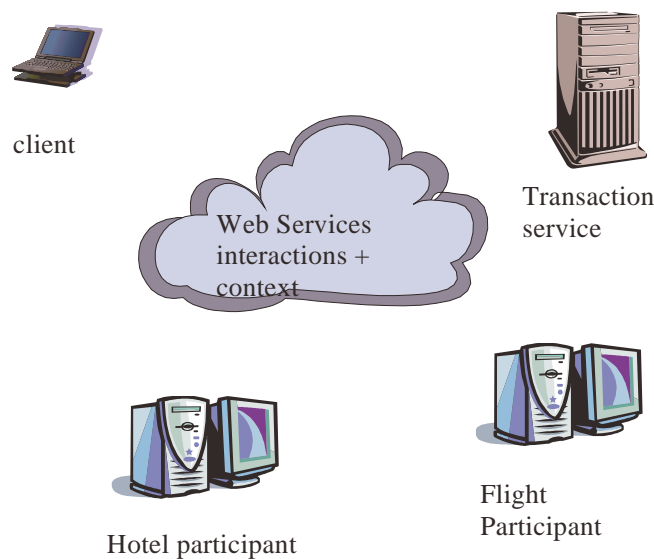 client
Transaction
service
Web Services
interactions +
context
Flight
Participant
Hotel participant